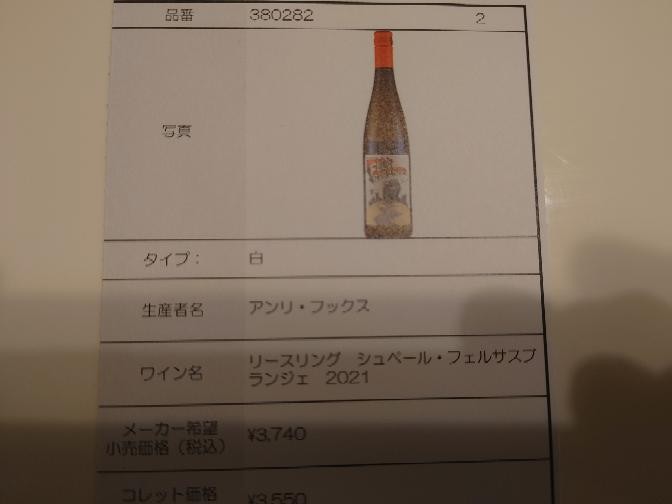 品番 380282 2
写真
タイプ： 白
生産者名 アンリ・フックス
ワイン名 リースリング シュペール・フェルサスブ
ランジェ 2021
メーカー希望
小売価格（税込） ¥3,740
コレット価格 ¥3,550